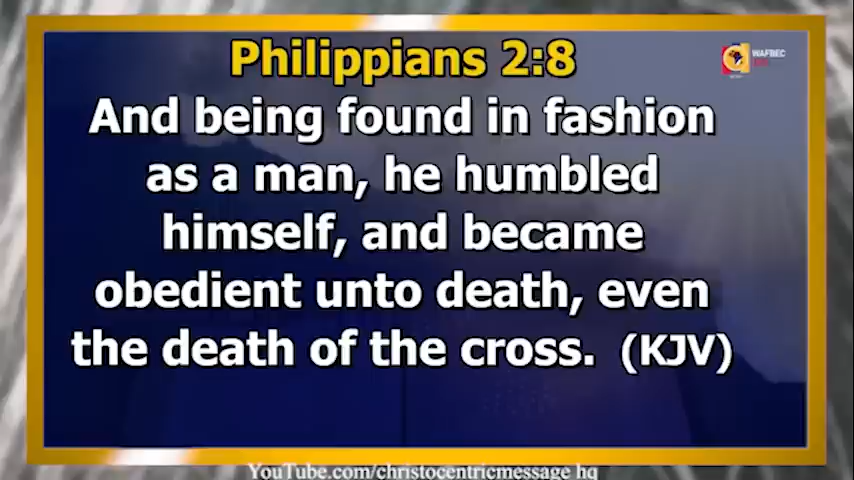 Philippians 2:8
WAFBEC
And being found in fashion
as a man, he humbled
himself, and became
obedient unto death, even
the death of the cross. (KJV)
YouTube.com/christocentricmessage hq